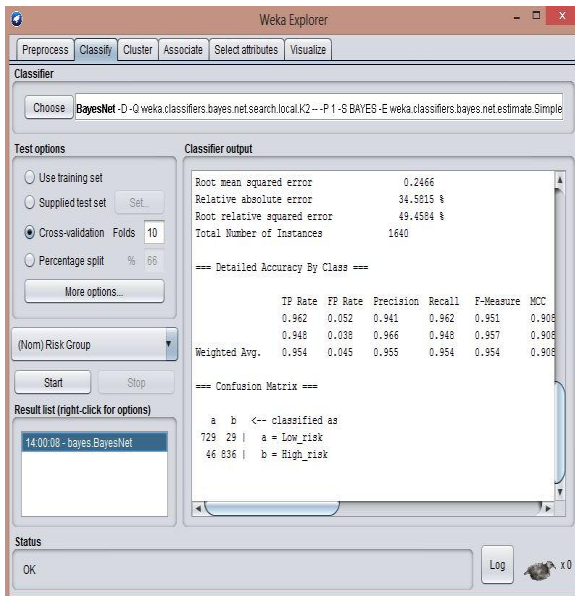 Weka Explorer
Preprocess Classify Cluster Associate Select attributes Visualize
Classifier
Choose BayesNet -D -Q weka.classifiers.bayes.net.search.local.K2 -- -P 1 -S BAYES -E weka.classifiers.bayes.net.estimate.Simple
Test options
Use training set
Supplied test set Set...
Cross-validation Folds 10
Percentage split % 66
More options...
(Nom) Risk Group
Start Stop
Result list (right-click for options)
14:00:08 - bayes.BayesNet
Classifier output
Root mean squared error 0.2466
Relative absolute error 34.5815 %
Root relative squared error 49.4584 %
Total Number of Instances 1640
=== Detailed Accuracy By Class ===
TP Rate FP Rate Precision Recall F-Measure MCC
0.962 0.052 0.941 0.962 0.951 0.908
0.948 0.038 0.966 0.948 0.957 0.908
Weighted Avg. 0.954 0.045 0.955 0.954 0.954 0.908
=== Confusion Matrix ===
a b <-- classified as
729 29 | a = Low_risk
46 836 | b = High_risk
Status
OK
Log
x 0